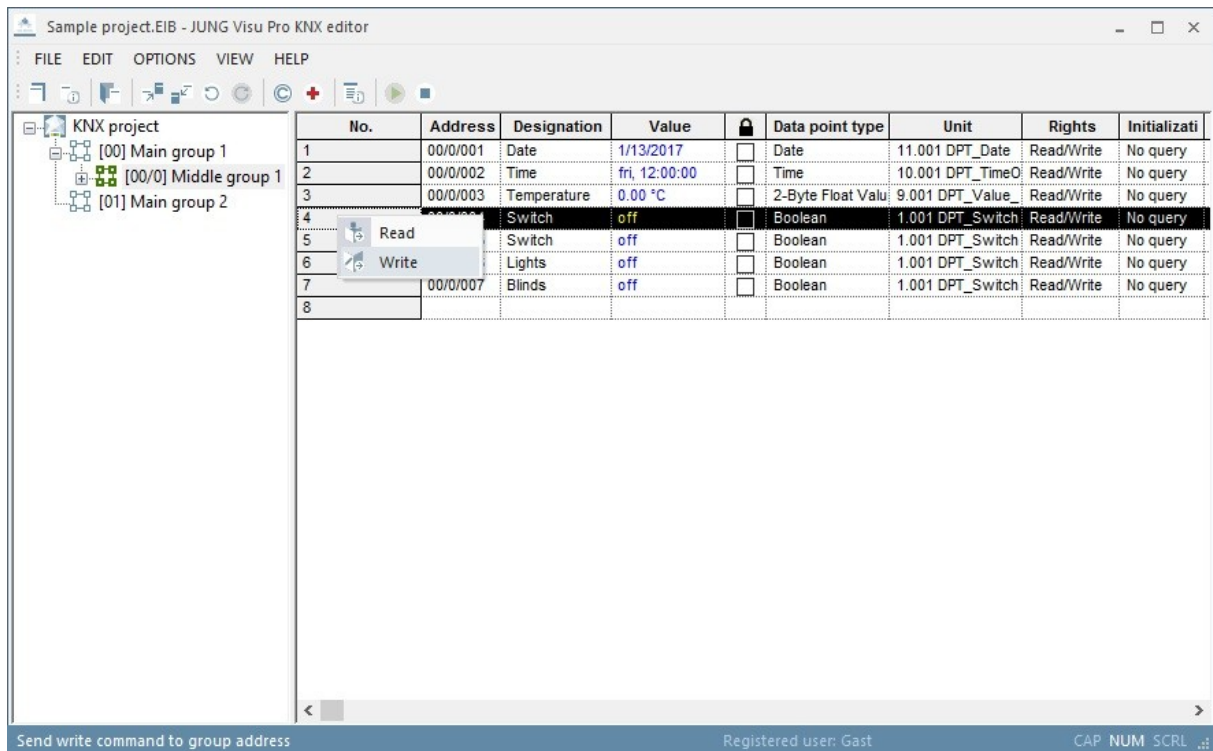 Sample project.EIB - JUNG Visu Pro KNX editor
FILE EDIT OPTIONS VIEW HELP
KNX project
[00] Main group 1
[00/0] Middle group 1
[01] Main group 2
No. Address Designation Value Data point type Unit Rights Initializati
1 00/0/001 Date 1/13/2017 Date 11.001 DPT_Date Read/Write No query
2 00/0/002 Time fri, 12:00:00 Time 10.001 DPT_TimeO Read/Write No query
3 00/0/003 Temperature 0.00 °C 2-Byte Float Valu 9.001 DPT_Value_ Read/Write No query
4 Switch off Boolean 1.001 DPT_Switch Read/Write No query
Read
5 Switch off Boolean 1.001 DPT_Switch Read/Write No query
Write
6 Lights off Boolean 1.001 DPT_Switch Read/Write No query
7 00/0/007 Blinds off Boolean 1.001 DPT_Switch Read/Write No query
8
Send write command to group address Registered user: Gast CAP NUM SCRL